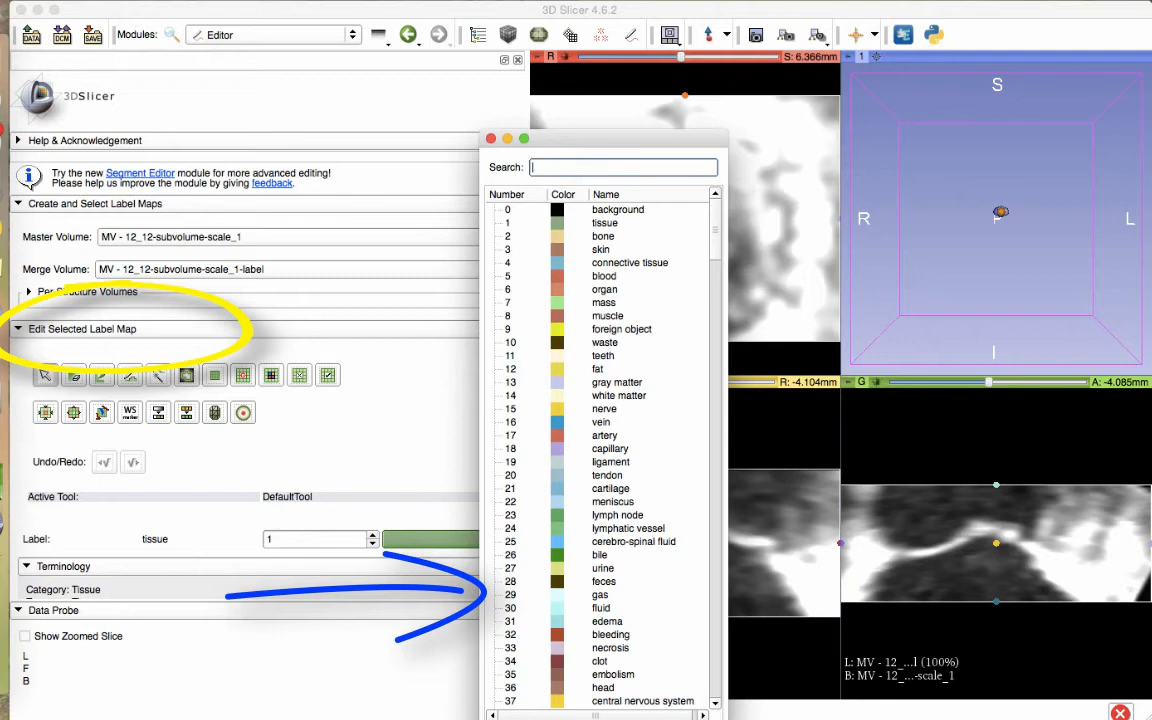 3D Slicer 4.6.2
DATA
DCM
SAVE
Modules:
Editor
3DSlicer
Help & Acknowledgement
Try the new Segment Editor module for more advanced editing!
Please help us improve the module by giving feedback.
Create and Select Label Maps
Master Volume:
MV - 12_12-subvolume-scale_1
Merge Volume:
MV - 12_12-subvolume-scale_1-label
Per Structure Volumes
Edit Selected Label Map
WS
Undo/Redo:
Active Tool:
DefaultTool
Label:
tissue
1
Terminology
Category: Tissue
Data Probe
Show Zoomed Slice
L
F
B
Search:
Number Color Name
0 background
1 tissue
2 bone
3 skin
4 connective tissue
5 blood
6 organ
7 mass
8 muscle
9 foreign object
10 waste
11 teeth
12 fat
13 gray matter
14 white matter
15 nerve
16 vein
17 artery
18 capillary
19 ligament
20 tendon
21 cartilage
22 meniscus
23 lymph node
24 lymphatic vessel
25 cerebro-spinal fluid
26 bile
27 urine
28 feces
29 gas
30 fluid
31 edema
32 bleeding
33 necrosis
34 clot
35 embolism
36 head
37 central nervous system
R
S: 6.366mm
1
S
R
P
L
I
R: -4.104mm
G
A: -4.085mm
L: MV - 12_...l (100%)
B: MV - 12_...-scale_1